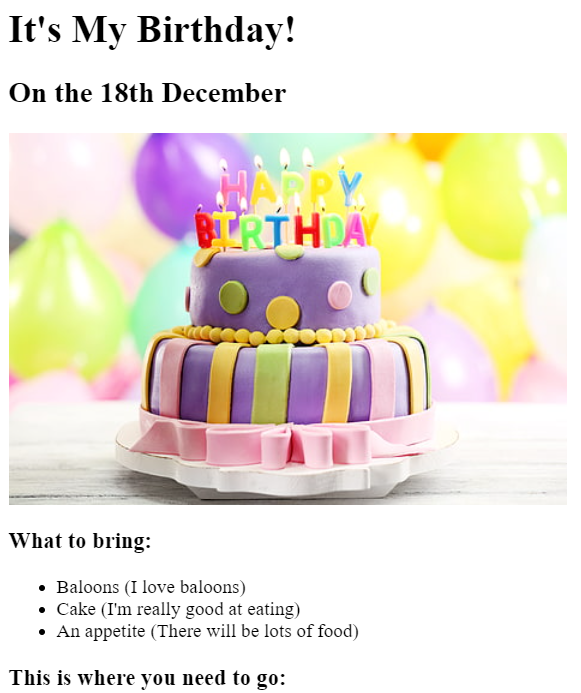 It's My Birthday!
On the 18th December
HAPPY
BIRTHDAY
What to bring:
Baloons (I love baloons)
Cake (I'm really good at eating)
An appetite (There will be lots of food)
This is where you need to go: